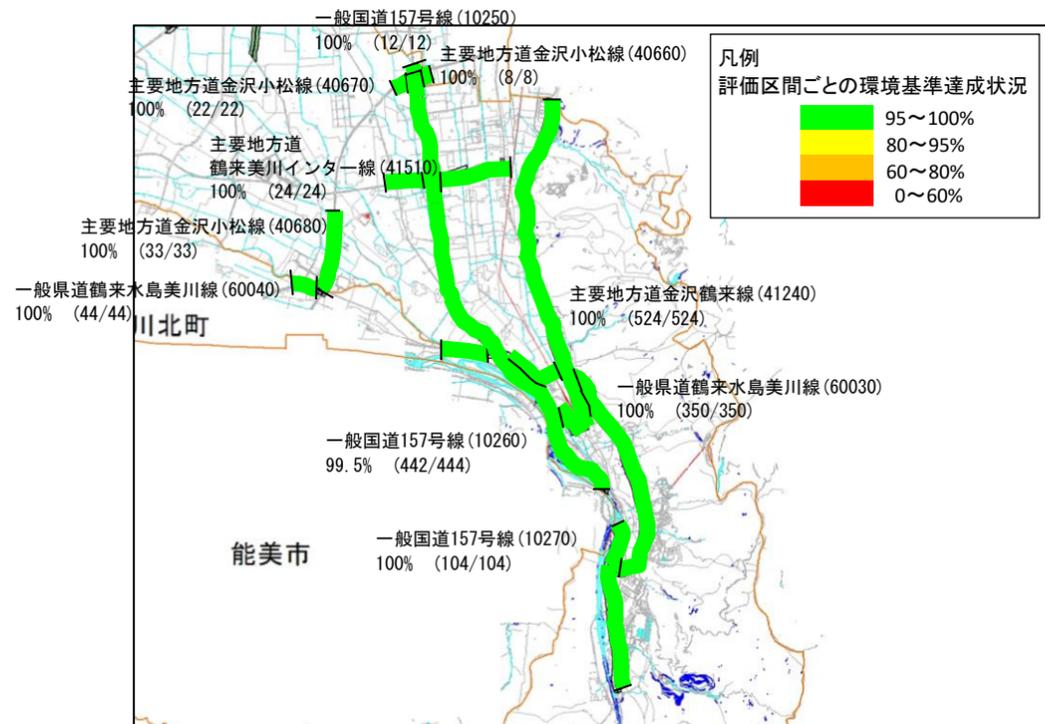 一般国道157号線(10250)
100% (12/12)
主要地方道金沢小松線(40660)
100% (8/8)
主要地方道金沢小松線(40670)
100% (22/22)
主要地方道
鶴来美川インター線(41510)
100% (24/24)
主要地方道金沢小松線(40680)
100% (33/33)
一般県道鶴来水島美川線(60040)
100% (44/44)
川北町
主要地方道金沢鶴来線(41240)
100% (524/524)
一般県道鶴来水島美川線(60030)
100% (350/350)
一般国道157号線(10260)
99.5% (442/444)
一般国道157号線(10270)
100% (104/104)
能美市
凡例
評価区間ごとの環境基準達成状況
95～100%
80～95%
60～80%
0～60%